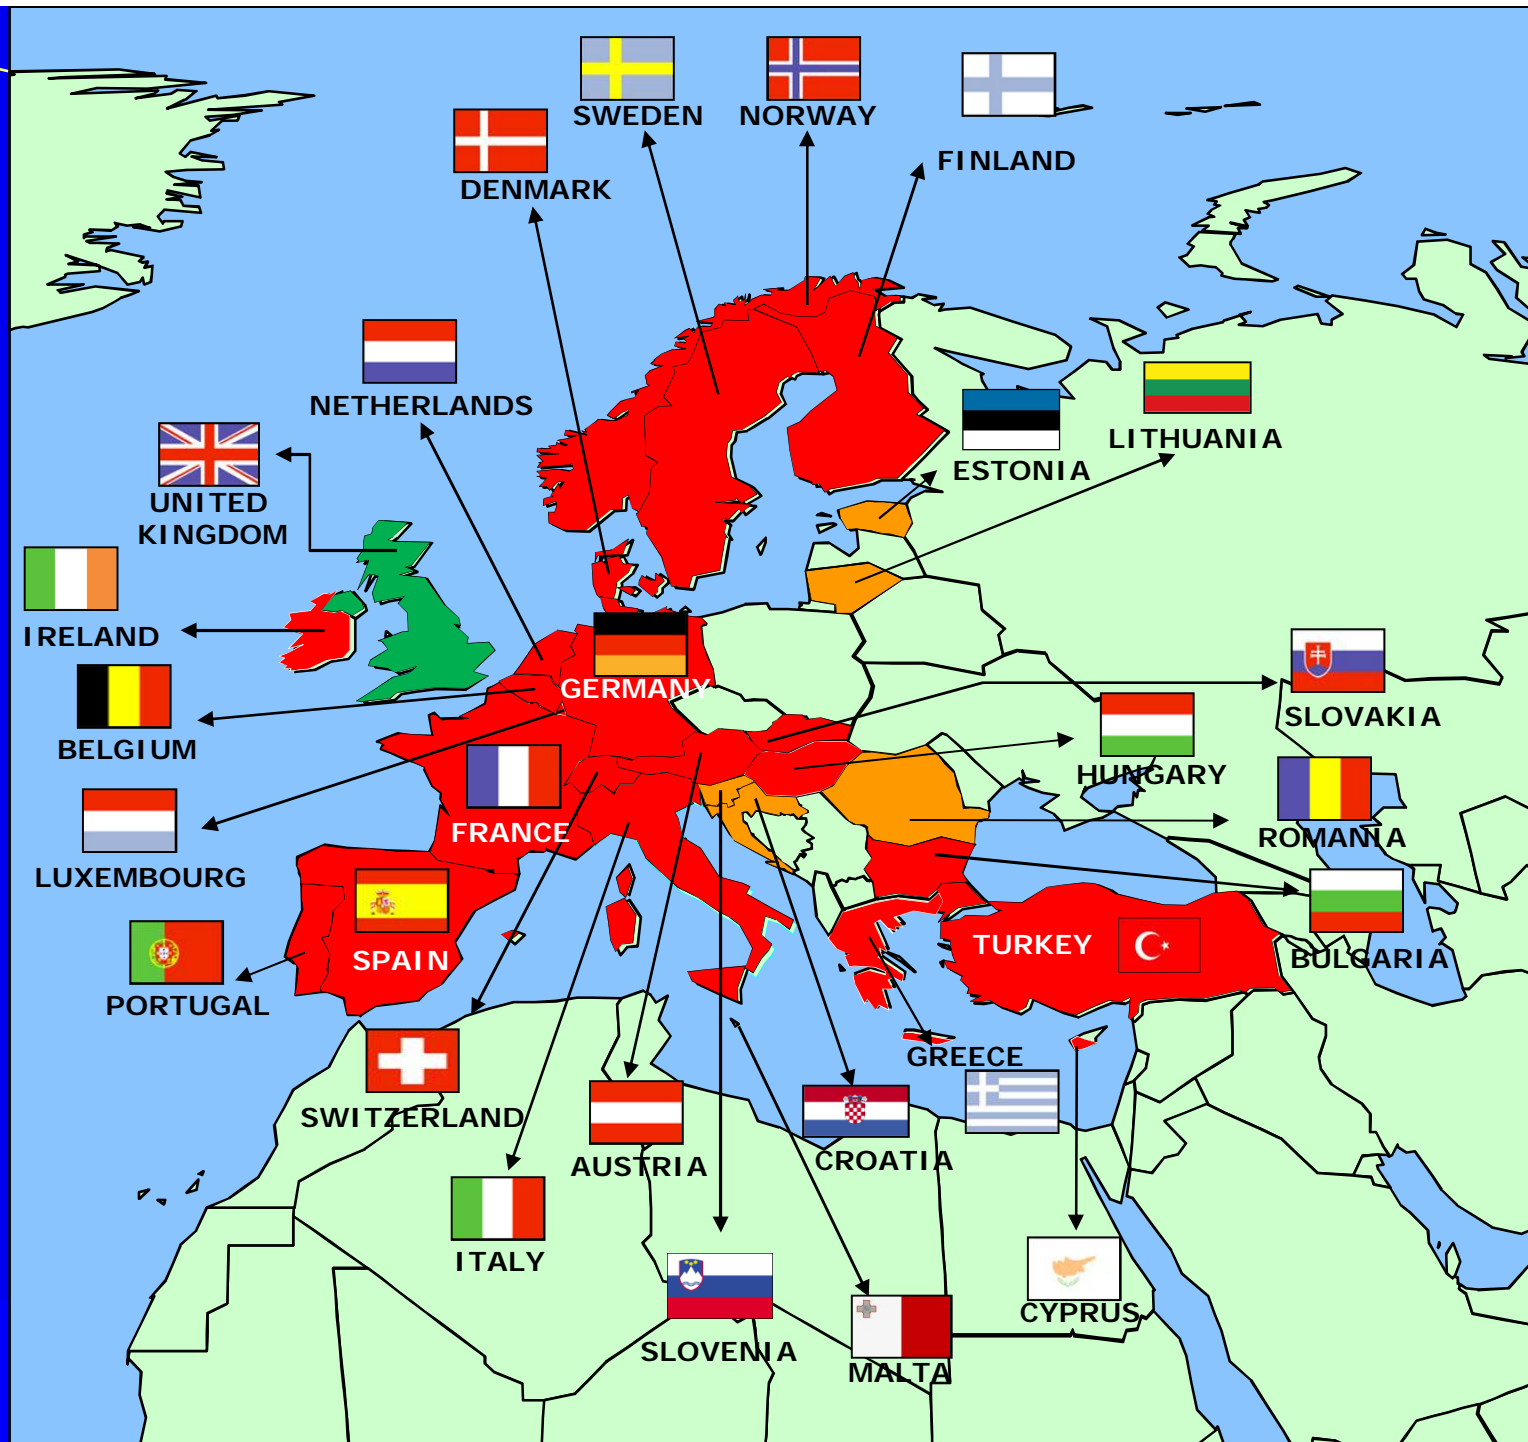 SWEDEN
NORWAY
FINLAND
DENMARK
NETHERLANDS
LITHUANIA
ESTONIA
UNITED
KINGDOM
IRELAND
GERMANY
BELGIUM
SLOVAKIA
HUNGARY
FRANCE
ROMANIA
LUXEMBOURG
SPAIN
TURKEY
BULGARIA
PORTUGAL
GREECE
SWITZERLAND
AUSTRIA
CROATIA
ITALY
CYPRUS
SLOVENIA
MALTA